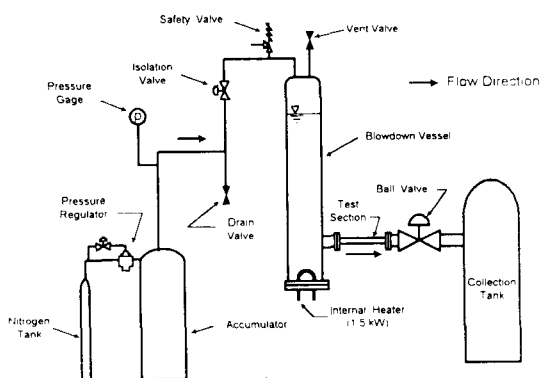 Safety Valve
Vent Valve
Isolation
Valve
Pressure
Gage
Flow Direction
P
Blowdown Vessel
Test
Section
Ball Valve
Pressure
Regulator
Drain
Valve
Collection
Tank
Nitrogen
Tank
Accumulator
Internal Heater
(1.5 kW)